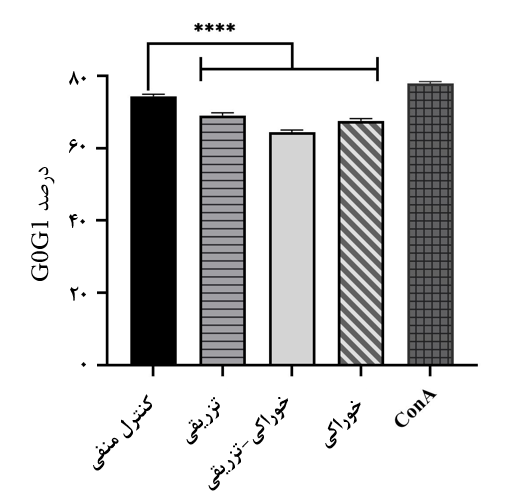 ****
درصد G0G1
۸۰
۶۰
۴۰
۲۰
۰
کنترل منفی
تزریقی
خوراکی-تزریقی
خوراکی
ConA